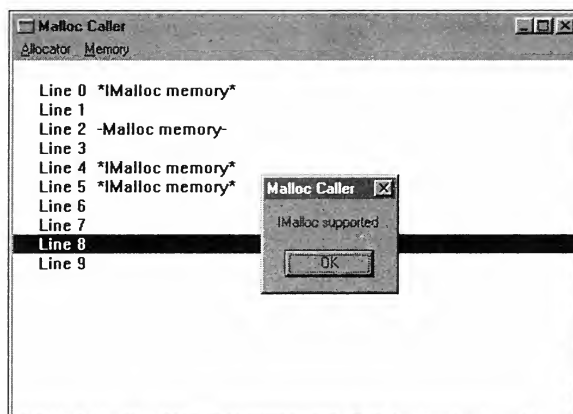 Malloc Caller
Allocator Memory
Line 0 *IMalloc memory*
Line 1
Line 2 -Malloc memory-
Line 3
Line 4 *IMalloc memory*
Line 5 *IMalloc memory*
Line 6
Line 7
Line 8
Line 9
Malloc Caller
IMalloc supported
OK